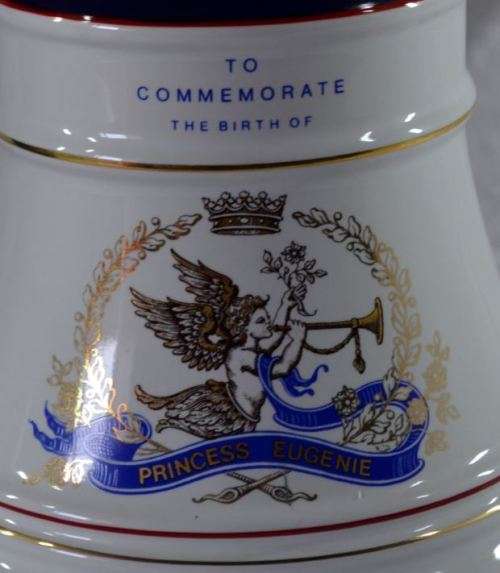 TO
COMMEMORATE
THE BIRTH OF
PRINCESS EUGENIE